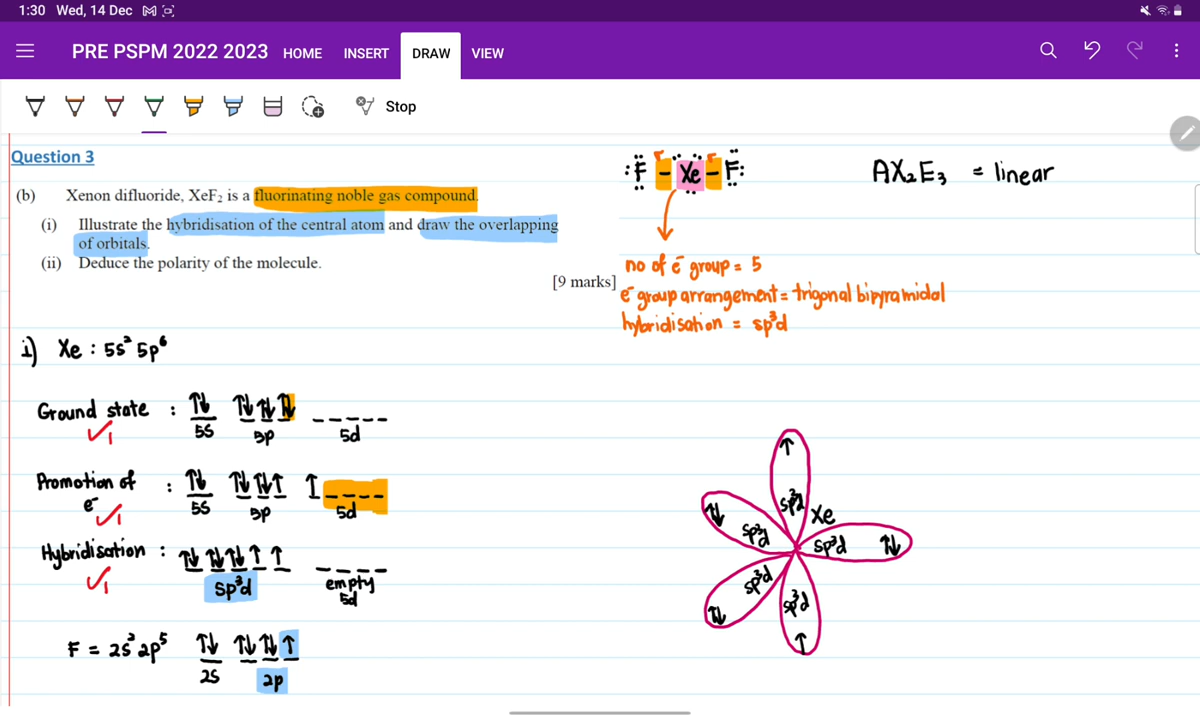 1:30 Wed, 14 Dec
PRE PSPM 2022 2023 HOME INSERT DRAW VIEW
Stop
Question 3
(b) Xenon difluoride, XeF₂ is a fluorinating noble gas compound.
(i) Illustrate the hybridisation of the central atom and draw the overlapping
of orbitals.
(ii) Deduce the polarity of the molecule.
[9 marks]
:F̈ - Xe - F̈:
AX₂E₃ = linear
no of ē group = 5
ē group arrangement = trigonal bipyramidal
hybridisation = sp³d
i) Xe : 5s² 5p⁶
Ground state : ↑↓ ↑↓ ↑↓ ↑↓ _ _ _ _ _
1
5s 5p 5d
Promotion of : ↑↓ ↑↓ ↑↓ ↑ ↑ _ _ _ _
e⁻ 1
5s 5p 5d
Hybridisation : ↑↓ ↑↓ ↑↓ ↑ ↑ _ _ _ _
1
sp³d empty
5d
F = 2s² 2p⁵ ↑↓ ↑↓ ↑↓ ↑
2s 2p
↑
sp³d Xe
↑↓ sp³d sp³d ↑↓
sp³d sp³d
↑↓ ↑